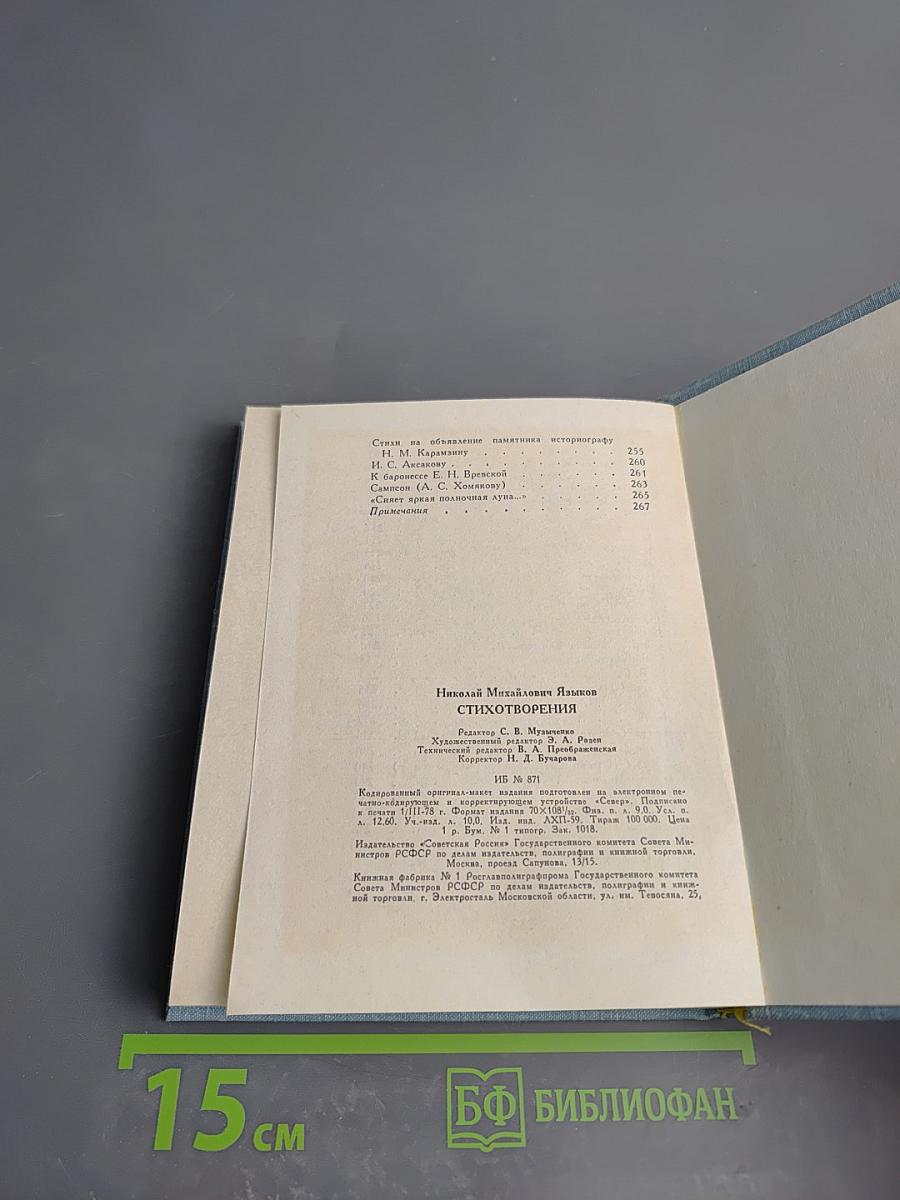 Стихи на объявление памятника историографу
Н. М. Карамзину . . . . . . . . 255
И. С. Аксакову . . . . . . . . . 260
К баронессе Е. Н. Вревской . . . . . . 261
Сампсон (А. С. Хомякову) . . . . . . 263
«Сияет яркая полночная луна...» . . . . . 265
Примечания . . . . . . . . . 267
Николай Михайлович Языков
СТИХОТВОРЕНИЯ
Редактор С. В. Музыченко
Художественный редактор Э. А. Розен
Технический редактор В. А. Преображенская
Корректор Н. Д. Бучарова
ИБ № 871
Кодированный оригинал-макет издания подготовлен на электронном пе-
чатно-кодирующем и корректирующем устройстве «Север». Подписано
к печати 1/III-78 г. Формат издания 70×108¹/₃₂. Физ. п. л. 9,0. Усл. п.
л. 12,60. Уч.-изд. л. 10,0. Изд. инд. ЛХП-59. Тираж 100 000. Цена
1 р. Бум. № 1 типогр. Зак. 1018.
Издательство «Советская Россия» Государственного комитета Совета Ми-
нистров РСФСР по делам издательств, полиграфии и книжной торговли,
Москва, проезд Сапунова, 13/15.
Книжная фабрика № 1 Росглавполиграфпрома Государственного комитета
Совета Министров РСФСР по делам издательств, полиграфии и книж-
ной торговли, г. Электросталь Московской области, ул. им. Тевосяна, 25,
15 см
БФ БИБЛИОФАН